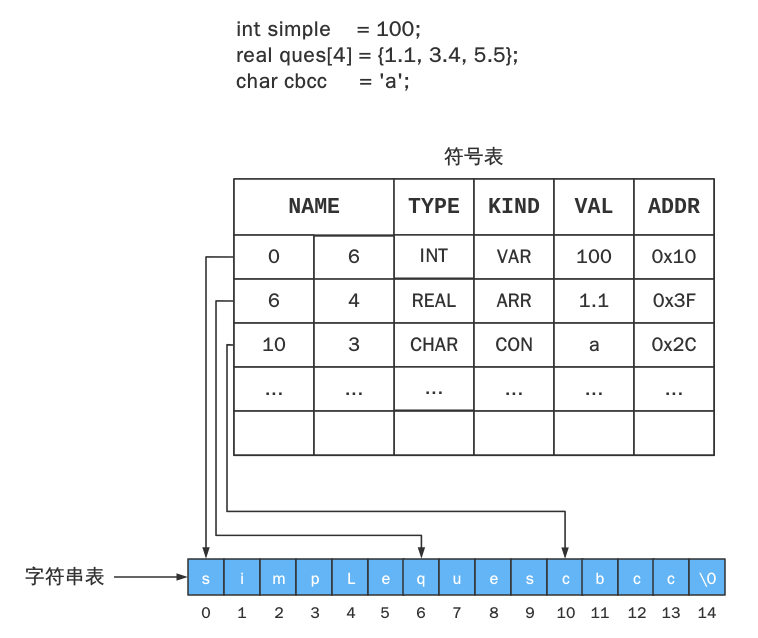 int simple = 100;
real ques[4] = {1.1, 3.4, 5.5};
char cbcc = 'a';
符号表
NAME TYPE KIND VAL ADDR
0 6 INT VAR 100 0x10
6 4 REAL ARR 1.1 0x3F
10 3 CHAR CON a 0x2C
... ... ... ... ... ...
字符串表 s i m p L e q u e s c b c c \0
0 1 2 3 4 5 6 7 8 9 10 11 12 13 14